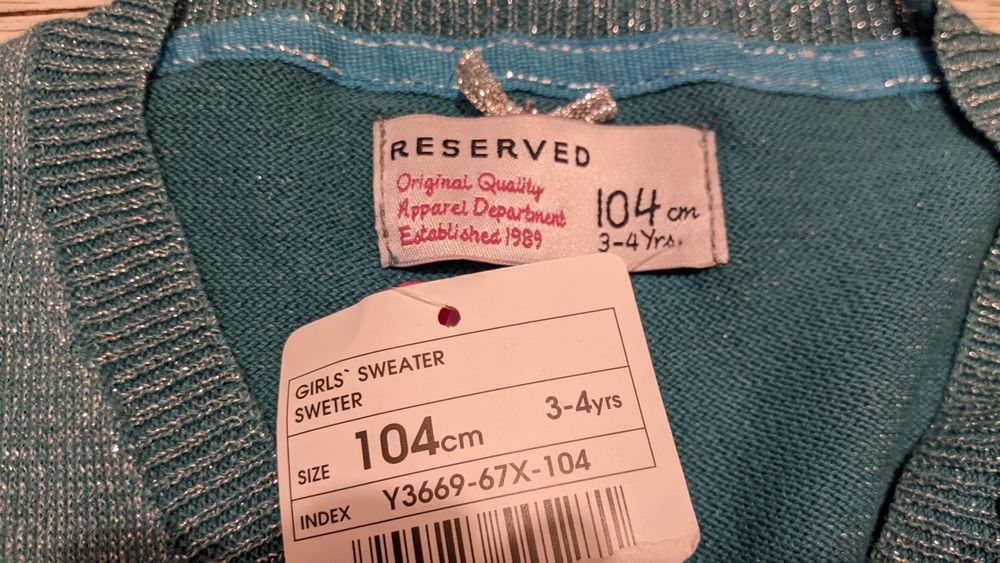 RESERVED
Original Quality
Apparel Department
Established 1989
104 cm
3-4 Yrs.
GIRLS` SWEATER
SWETER
SIZE 104cm 3-4yrs
INDEX Y3669-67X-104